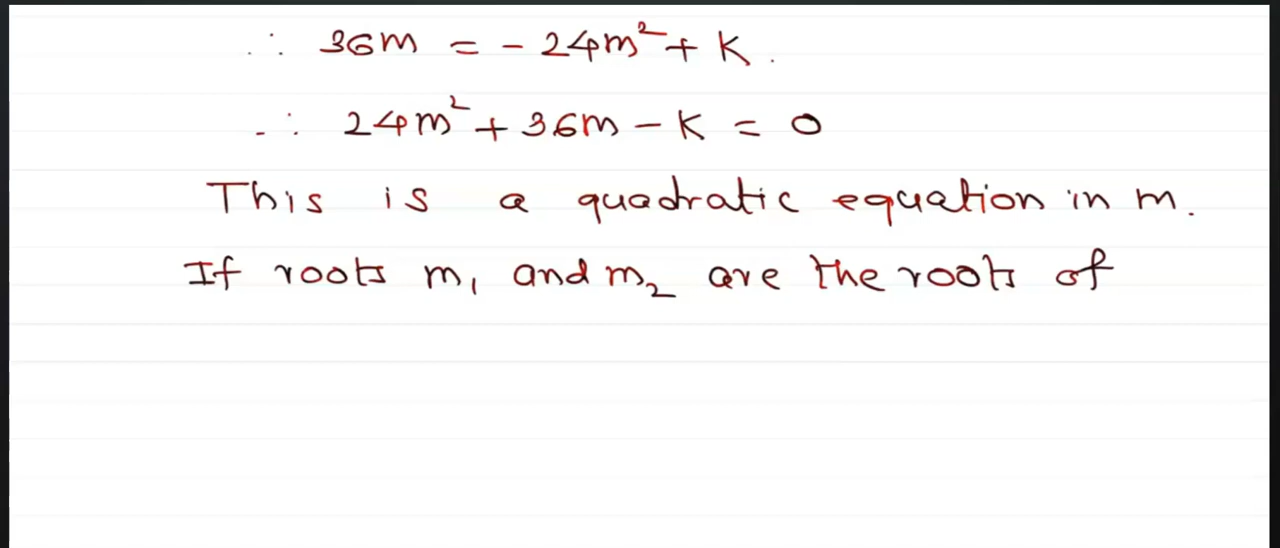 ∴ 36m = - 24m² + K.
∴ 24m² + 36m - K = 0
This is a quadratic equation in m.
If roots m₁ and m₂ are the roots of